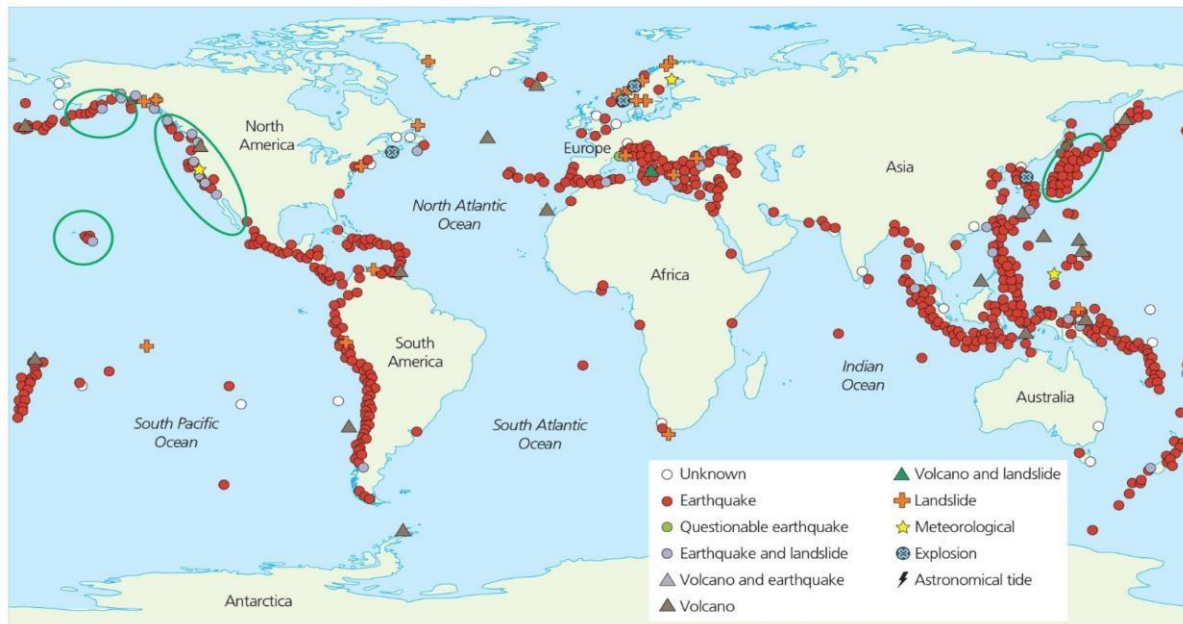 North
America
Europe
Asia
North Atlantic
Ocean
Africa
South
America
Indian
Ocean
Australia
South Pacific
Ocean
South Atlantic
Ocean
Antarctica
Unknown
Earthquake
Questionable earthquake
Earthquake and landslide
Volcano and earthquake
Volcano
Volcano and landslide
Landslide
Meteorological
Explosion
Astronomical tide